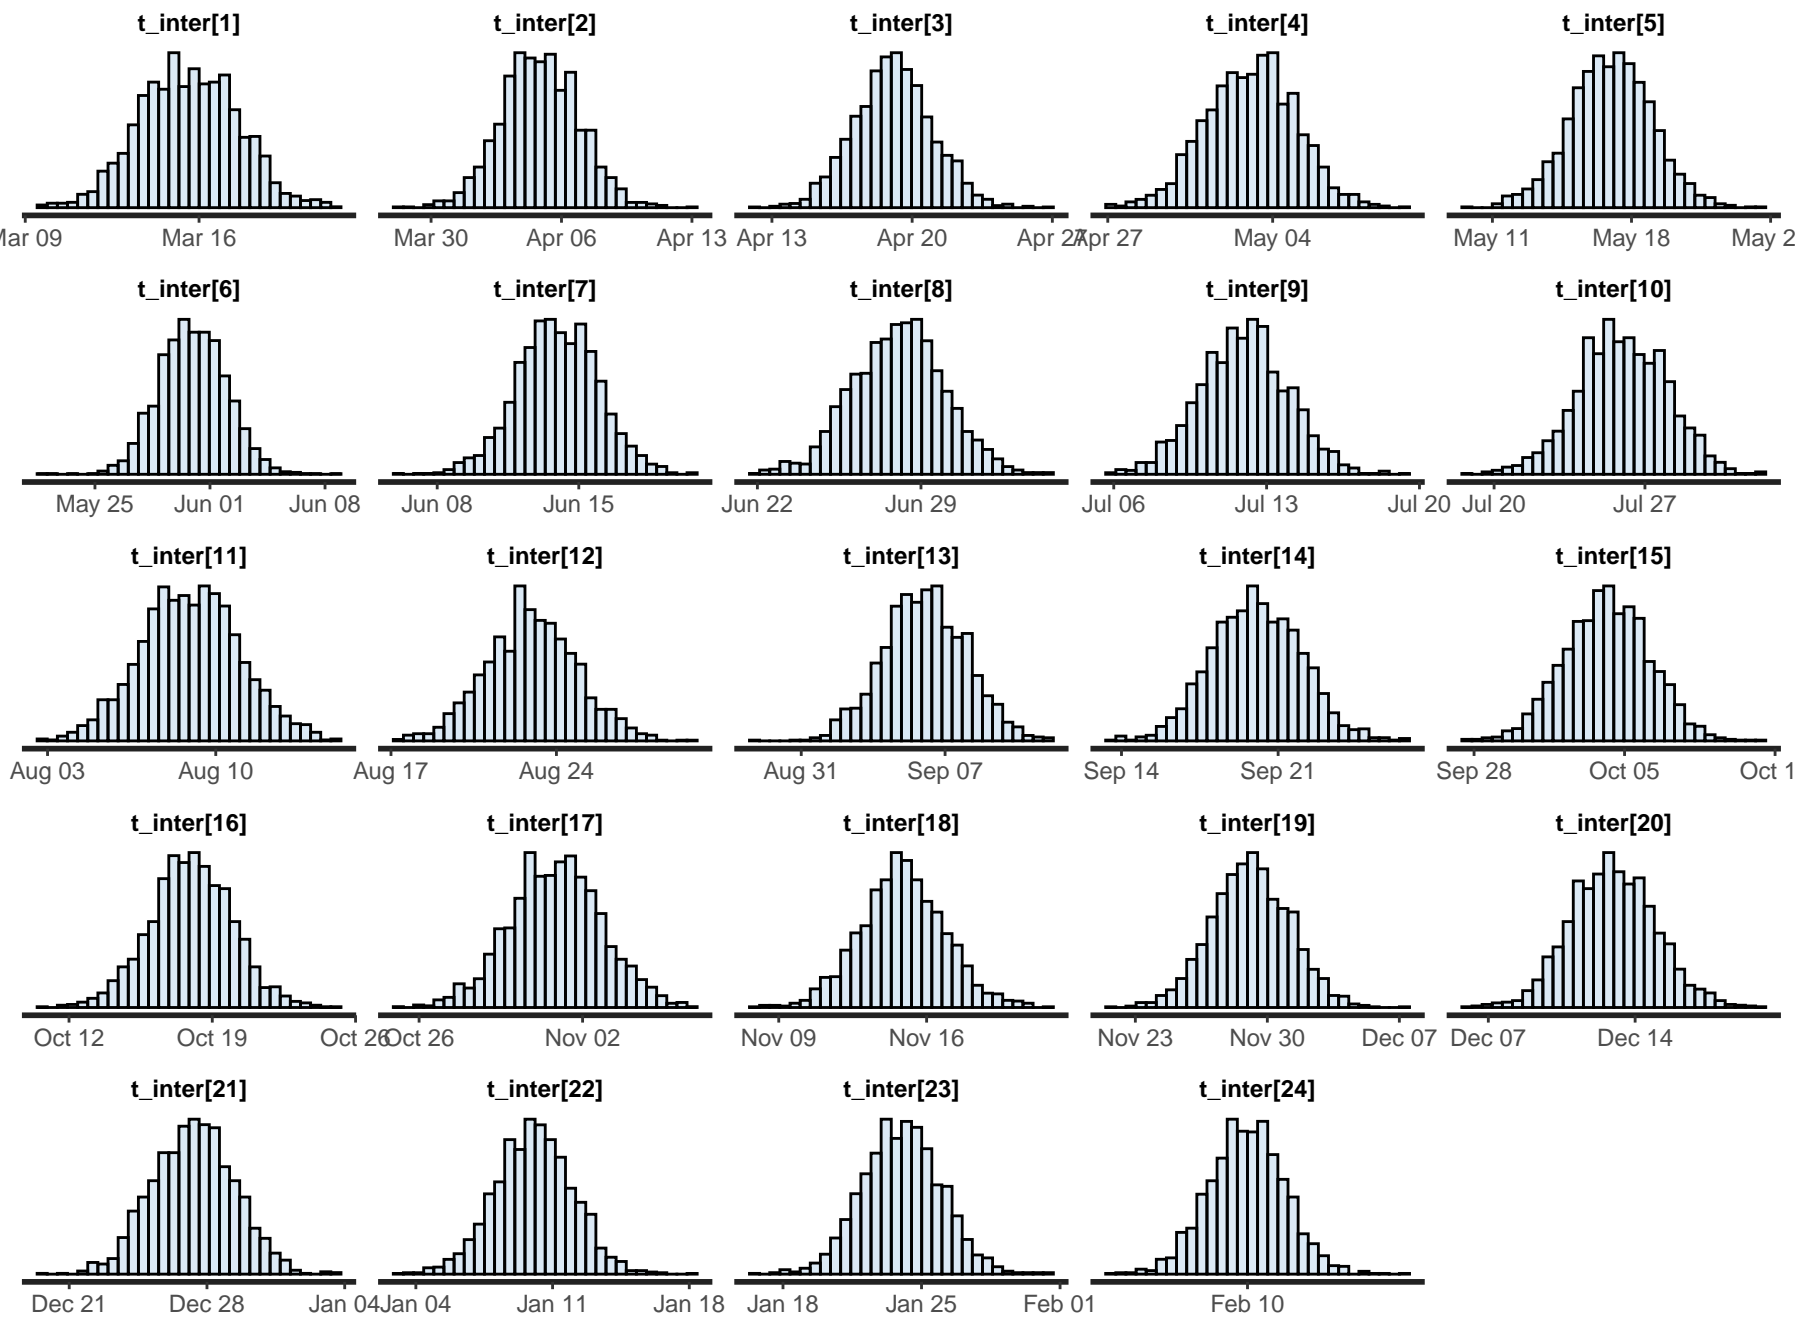 t_inter[1] t_inter[2] t_inter[3] t_inter[4] t_inter[5]
Mar 09 Mar 16 Mar 30 Apr 06 Apr 13 Apr 13 Apr 20 Apr 27 Apr 27 May 04 May 11 May 18 May 2
t_inter[6] t_inter[7] t_inter[8] t_inter[9] t_inter[10]
May 25 Jun 01 Jun 08 Jun 08 Jun 15 Jun 22 Jun 29 Jul 06 Jul 13 Jul 20 Jul 20 Jul 27
t_inter[11] t_inter[12] t_inter[13] t_inter[14] t_inter[15]
Aug 03 Aug 10 Aug 17 Aug 24 Aug 31 Sep 07 Sep 14 Sep 21 Sep 28 Oct 05 Oct 1
t_inter[16] t_inter[17] t_inter[18] t_inter[19] t_inter[20]
Oct 12 Oct 19 Oct 26 Oct 26 Nov 02 Nov 09 Nov 16 Nov 23 Nov 30 Dec 07 Dec 07 Dec 14
t_inter[21] t_inter[22] t_inter[23] t_inter[24]
Dec 21 Dec 28 Jan 04 Jan 04 Jan 11 Jan 18 Jan 18 Jan 25 Feb 01 Feb 10